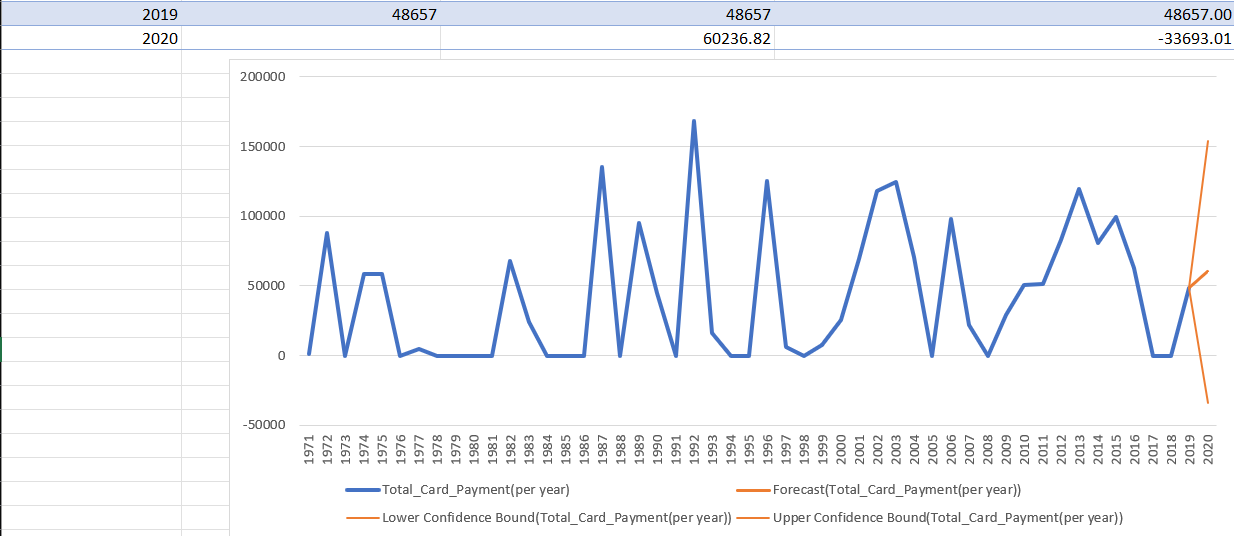 2019 48657 48657 48657.00
2020 60236.82 -33693.01
200000
150000
100000
50000
0
-50000
1971 1972 1973 1974 1975 1976 1977 1978 1979 1980 1981 1982 1983 1984 1985 1986 1987 1988 1989 1990 1991 1992 1993 1994 1995 1996 1997 1998 1999 2000 2001 2002 2003 2004 2005 2006 2007 2008 2009 2010 2011 2012 2013 2014 2015 2016 2017 2018 2019 2020
Total_Card_Payment(per year) Forecast(Total_Card_Payment(per year))
Lower Confidence Bound(Total_Card_Payment(per year)) Upper Confidence Bound(Total_Card_Payment(per year))